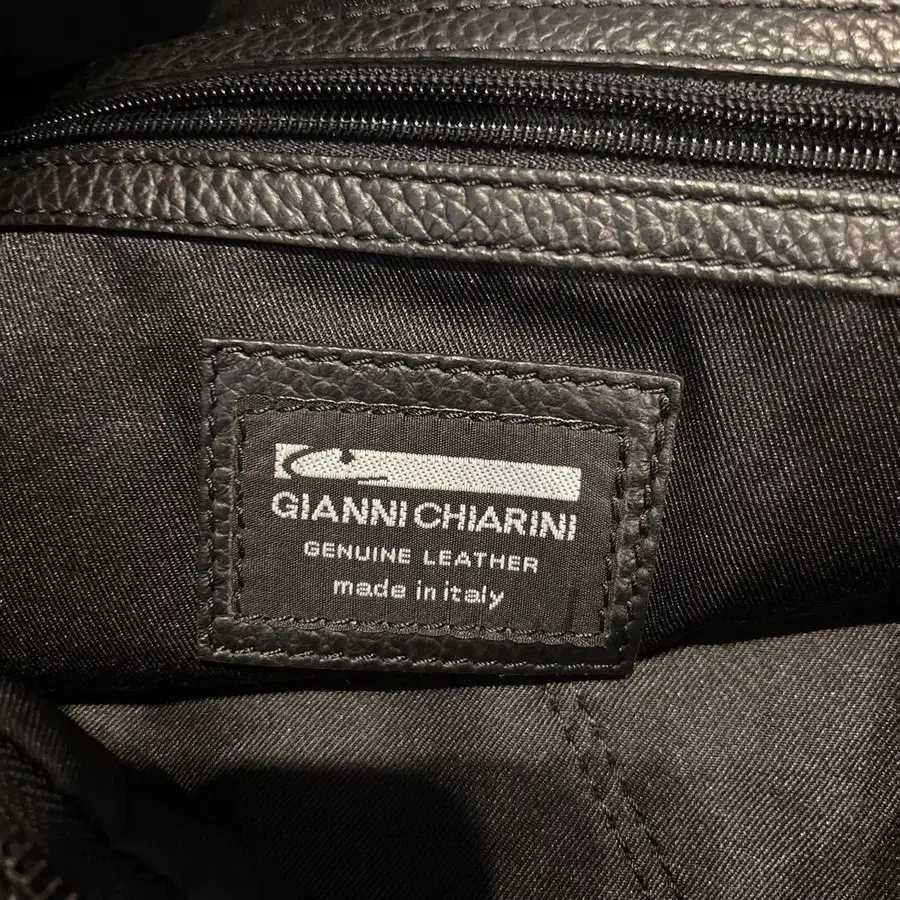 GIANNI CHIARINI
GENUINE LEATHER
made in italy